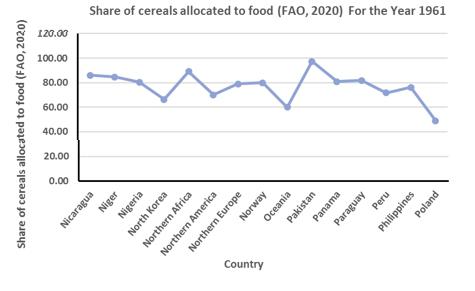 Share of cereals allocated to food (FAO, 2020)  For the Year 1961
Share of cereals allocated to food (FAO, 2020)
120.00
100.00
80.00
60.00
40.00
20.00
0.00
Nicaragua
Niger
Nigeria
North Korea
Northern Africa
Northern America
Northern Europe
Norway
Oceania
Pakistan
Panama
Paraguay
Peru
Philippines
Poland
Country